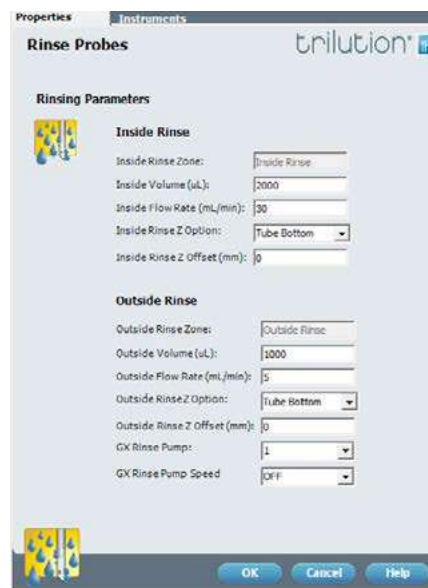 Properties Instruments
Rinse Probes trilution
Rinsing Parameters
Inside Rinse
Inside Rinse Zone: Inside Rinse
Inside Volume (uL): 2000
Inside Flow Rate (mL/min): 30
Inside Rinse Z Option: Tube Bottom
Inside Rinse Z Offset (mm): 0
Outside Rinse
Outside Rinse Zone: Outside Rinse
Outside Volume (uL): 1000
Outside Flow Rate (mL/min): 5
Outside Rinse Z Option: Tube Bottom
Outside Rinse Z Offset (mm): 0
GX Rinse Pump: 1
GX Rinse Pump Speed OFF
OK Cancel Help